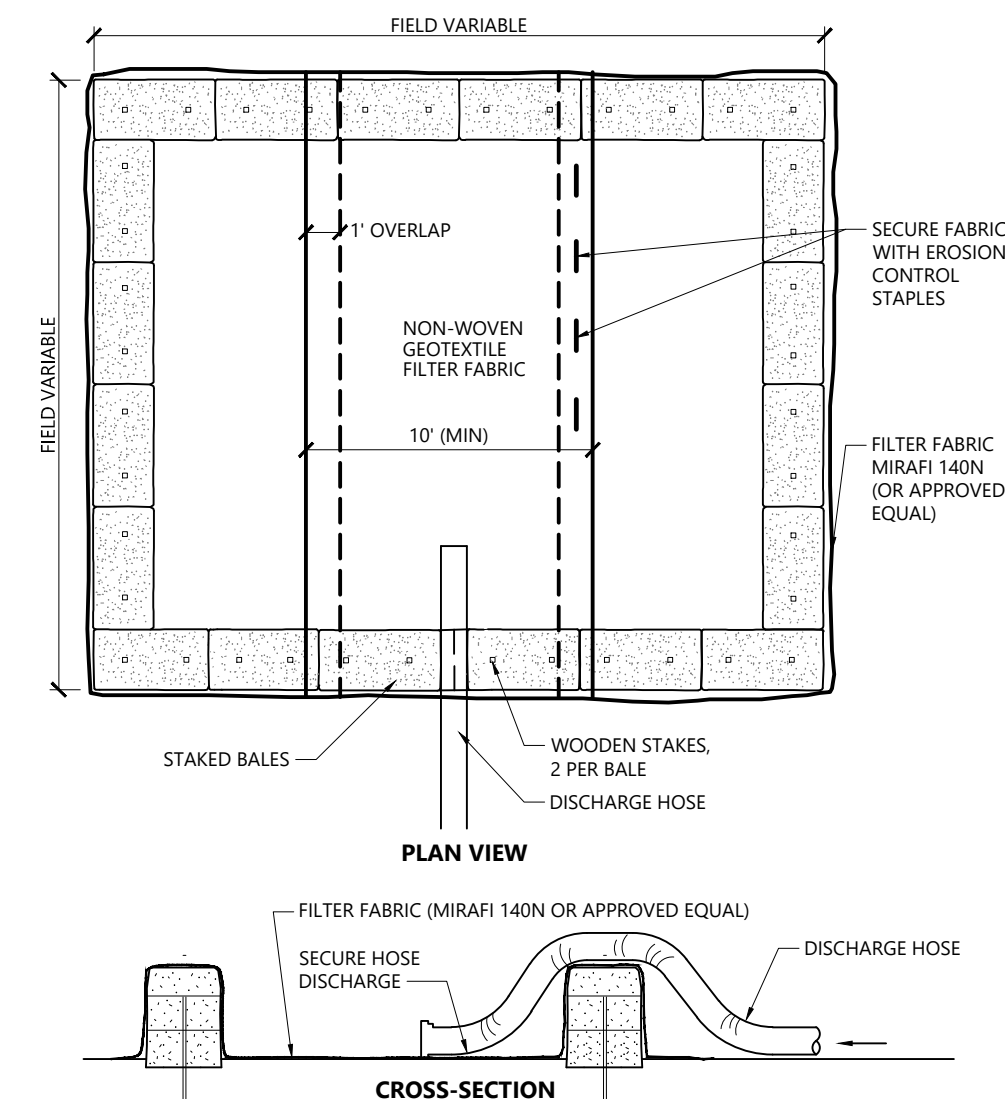 FIELD VARIABLE
FIELD VARIABLE
1' OVERLAP
SECURE FABRIC
WITH EROSION
CONTROL
STAPLES
NON-WOVEN
GEOTEXTILE
FILTER FABRIC
10' (MIN)
FILTER FABRIC
MIRAFI 140N
(OR APPROVED
EQUAL)
STAKED BALES
WOODEN STAKES,
2 PER BALE
DISCHARGE HOSE
PLAN VIEW
FILTER FABRIC (MIRAFI 140N OR APPROVED EQUAL)
SECURE HOSE
DISCHARGE
DISCHARGE HOSE
CROSS-SECTION